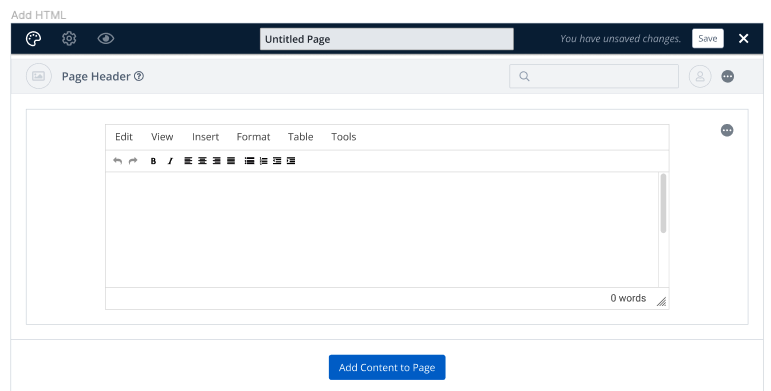 Add HTML
Untitled Page
You have unsaved changes.
Save
Page Header
Edit View Insert Format Table Tools
B I
0 words
Add Content to Page